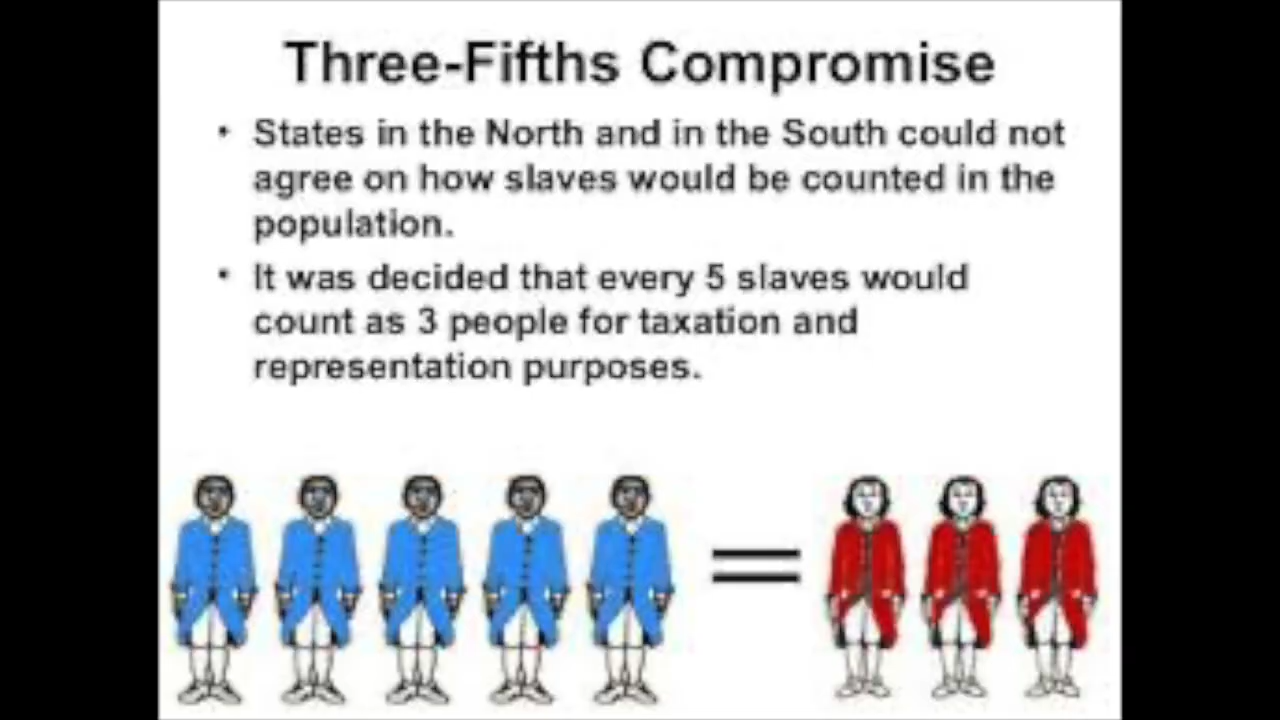 Three-Fifths Compromise
• States in the North and in the South could not
agree on how slaves would be counted in the
population.
• It was decided that every 5 slaves would
count as 3 people for taxation and
representation purposes.
=